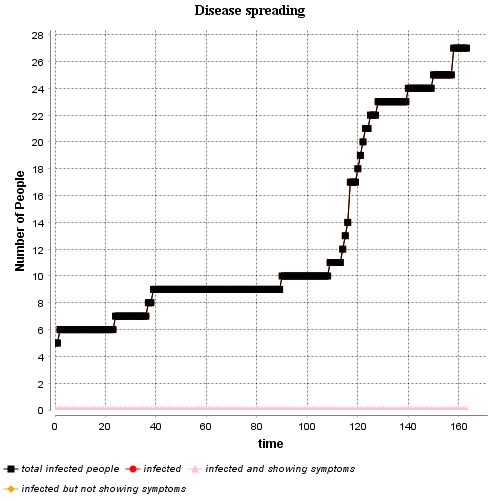 Disease spreading
28
26
24
22
20
18
16
14
12
10
8
6
4
2
0
Number of People
0 20 40 60 80 100 120 140 160
time
total infected people infected infected and showing symptoms
infected but not showing symptoms